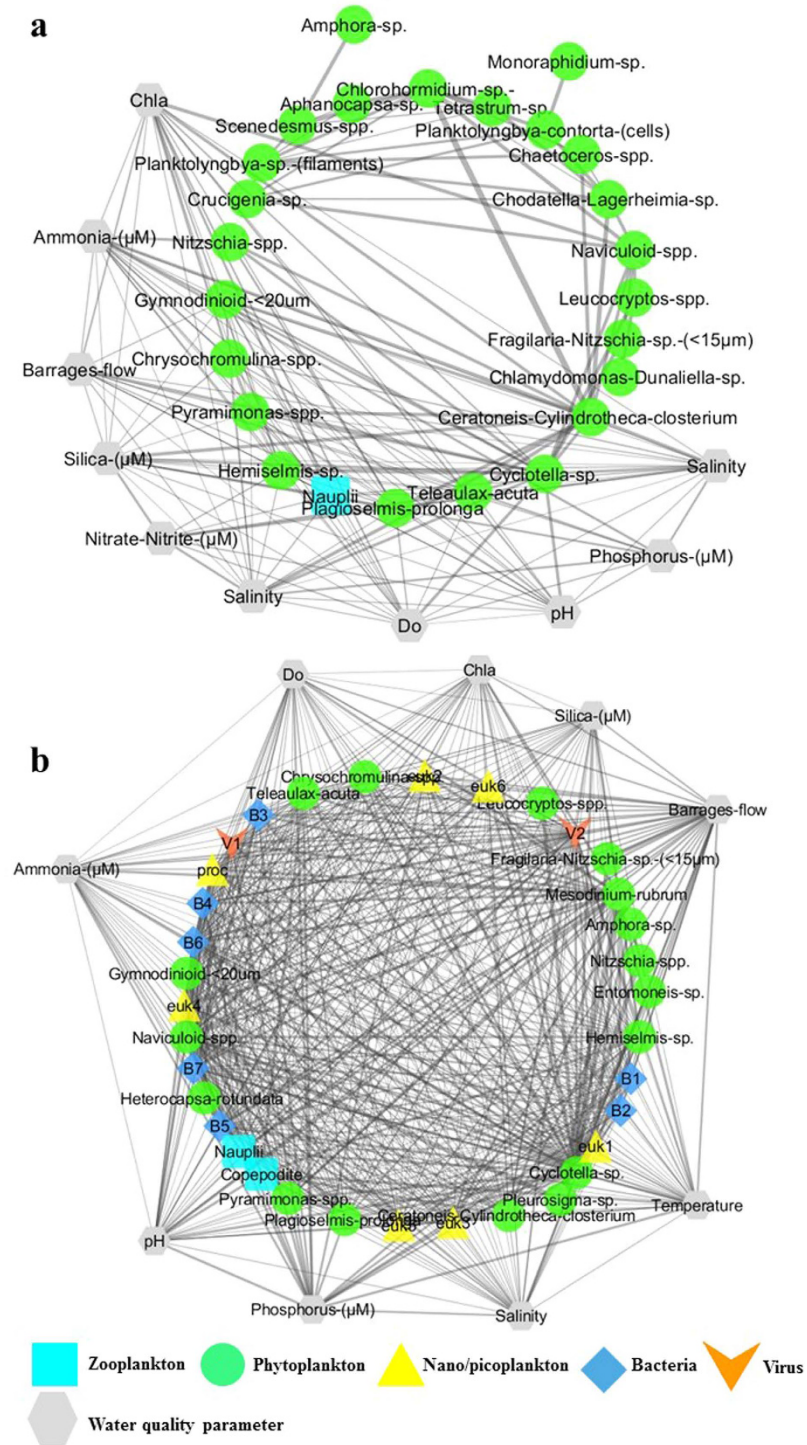 a
Amphora-sp.
Monoraphidium-sp.
Chla
Chlorohormidium-sp.-
Aphanocapsa-sp.
Tetrastrum-sp.
Scenedesmus-spp.
Planktolyngbya-contorta-(cells)
Chaetoceros-spp.
Planktolyngbya-sp.-(filaments)
Crucigenia-sp.
Chodatella-Lagerheimia-sp.
Ammonia-(µM)
Nitzschia-spp.
Naviculoid-spp.
Gymnodinioid-<20um
Leucocryptos-spp.
Fragilaria-Nitzschia-sp.-(<15µm)
Chrysochromulina-spp.
Barrages-flow
Chlamydomonas-Dunaliella-sp.
Pyramimonas-spp.
Ceratoneis-Cylindrotheca-closterium
Silica-(µM)
Hemiselmis-sp.
Cyclotella-sp.
Salinity
Nauplii
Teleaulax-acuta
Plagioselmis-prolonga
Nitrate-Nitrite-(µM)
Phosphorus-(µM)
Salinity
Do
pH
b
Do
Chla
Silica-(µM)
Chrysochromulina-spp.
euk2
euk6
Teleaulax-acuta
Leucocryptos-spp.
Barrages-flow
B3
V1
V2
Fragilaria-Nitzschia-sp.-(<15µm)
Ammonia-(µM)
proc
Mesodinium-rubrum
B4
Amphora-sp.
B6
Nitzschia-spp.
Gymnodinioid-<20um
Entomoneis-sp.
euk4
Naviculoid-spp.
Hemiselmis-sp.
B7
B1
Heterocapsa-rotundata
B2
B5
Nauplii
euk1
Copepodite
Cyclotella-sp.
Pyramimonas-spp.
Pleurosigma-sp.
Temperature
Plagioselmis-prolonga
Ceratoneis-Cylindrotheca-closterium
euk3
pH
Phosphorus-(µM)
Salinity
Zooplankton
Phytoplankton
Nano/picoplankton
Bacteria
Virus
Water quality parameter